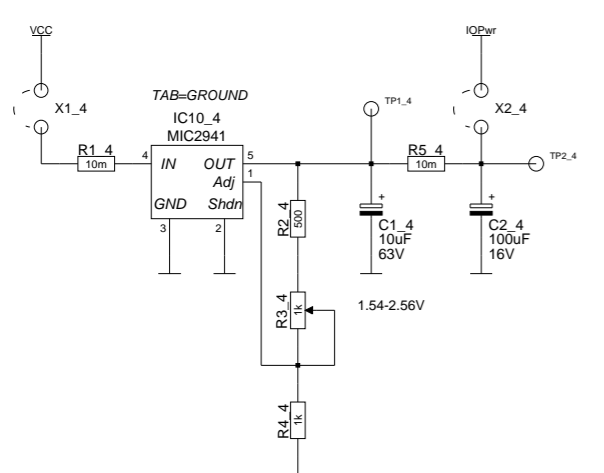 VCC
IOPwr
X1_4
TAB=GROUND
IC10_4
MIC2941
TP1_4
X2_4
R1_4
10m
4
IN
OUT
5
Adj
1
GND
Shdn
3
2
R5_4
10m
TP2_4
R2_4
500
+
C1_4
10uF
63V
+
C2_4
100uF
16V
R3_4
1k
1.54-2.56V
R4_4
1k